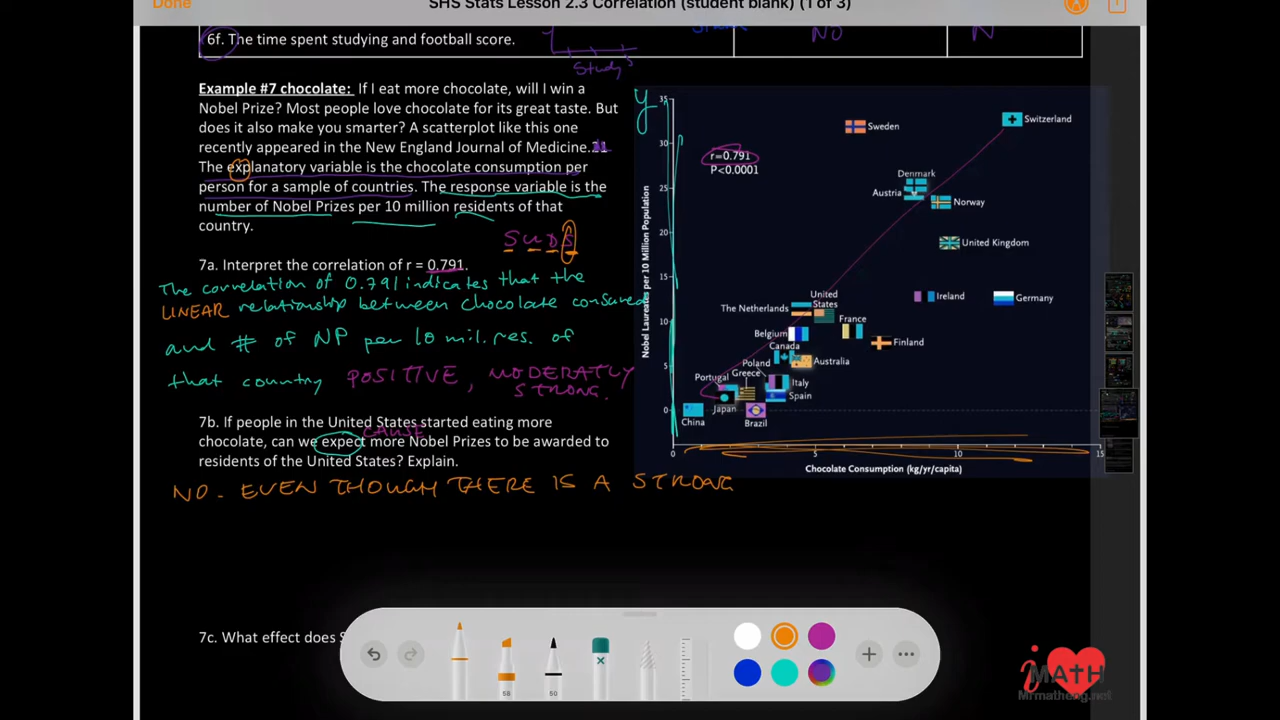 Done
SHS Stats Lesson 2.3 Correlation (student blank) (1 of 3)
6f. The time spent studying and football score.
Study
NO
N
Example #7 chocolate: If I eat more chocolate, will I win a
Nobel Prize? Most people love chocolate for its great taste. But
does it also make you smarter? A scatterplot like this one
recently appeared in the New England Journal of Medicine.
The explanatory variable is the chocolate consumption per
person for a sample of countries. The response variable is the
number of Nobel Prizes per 10 million residents of that
country.
SUDS
7a. Interpret the correlation of r = 0.791.
The correlation of 0.791 indicates that the
LINEAR relationship between chocolate consumed
and # of NP per 10 mil. res. of
that country POSITIVE, MODERATLY
STRONG.
7b. If people in the United States started eating more
CAUSE
chocolate, can we expect more Nobel Prizes to be awarded to
residents of the United States? Explain.
NO. EVEN THOUGH THERE IS A STRONG
7c. What effect does S
y
35
30
25
20
15
10
5
0
Nobel Laureates per 10 Million Population
r=0.791
P<0.0001
Sweden
Switzerland
Denmark
Austria
Norway
United Kingdom
United
States
Ireland
Germany
The Netherlands
France
Belgium
Finland
Canada
Australia
Poland
Portugal
Greece
Italy
Spain
Japan
China
Brazil
0
5
10
15
Chocolate Consumption (kg/yr/capita)
56
50
i MATH
Mrmatheng.net